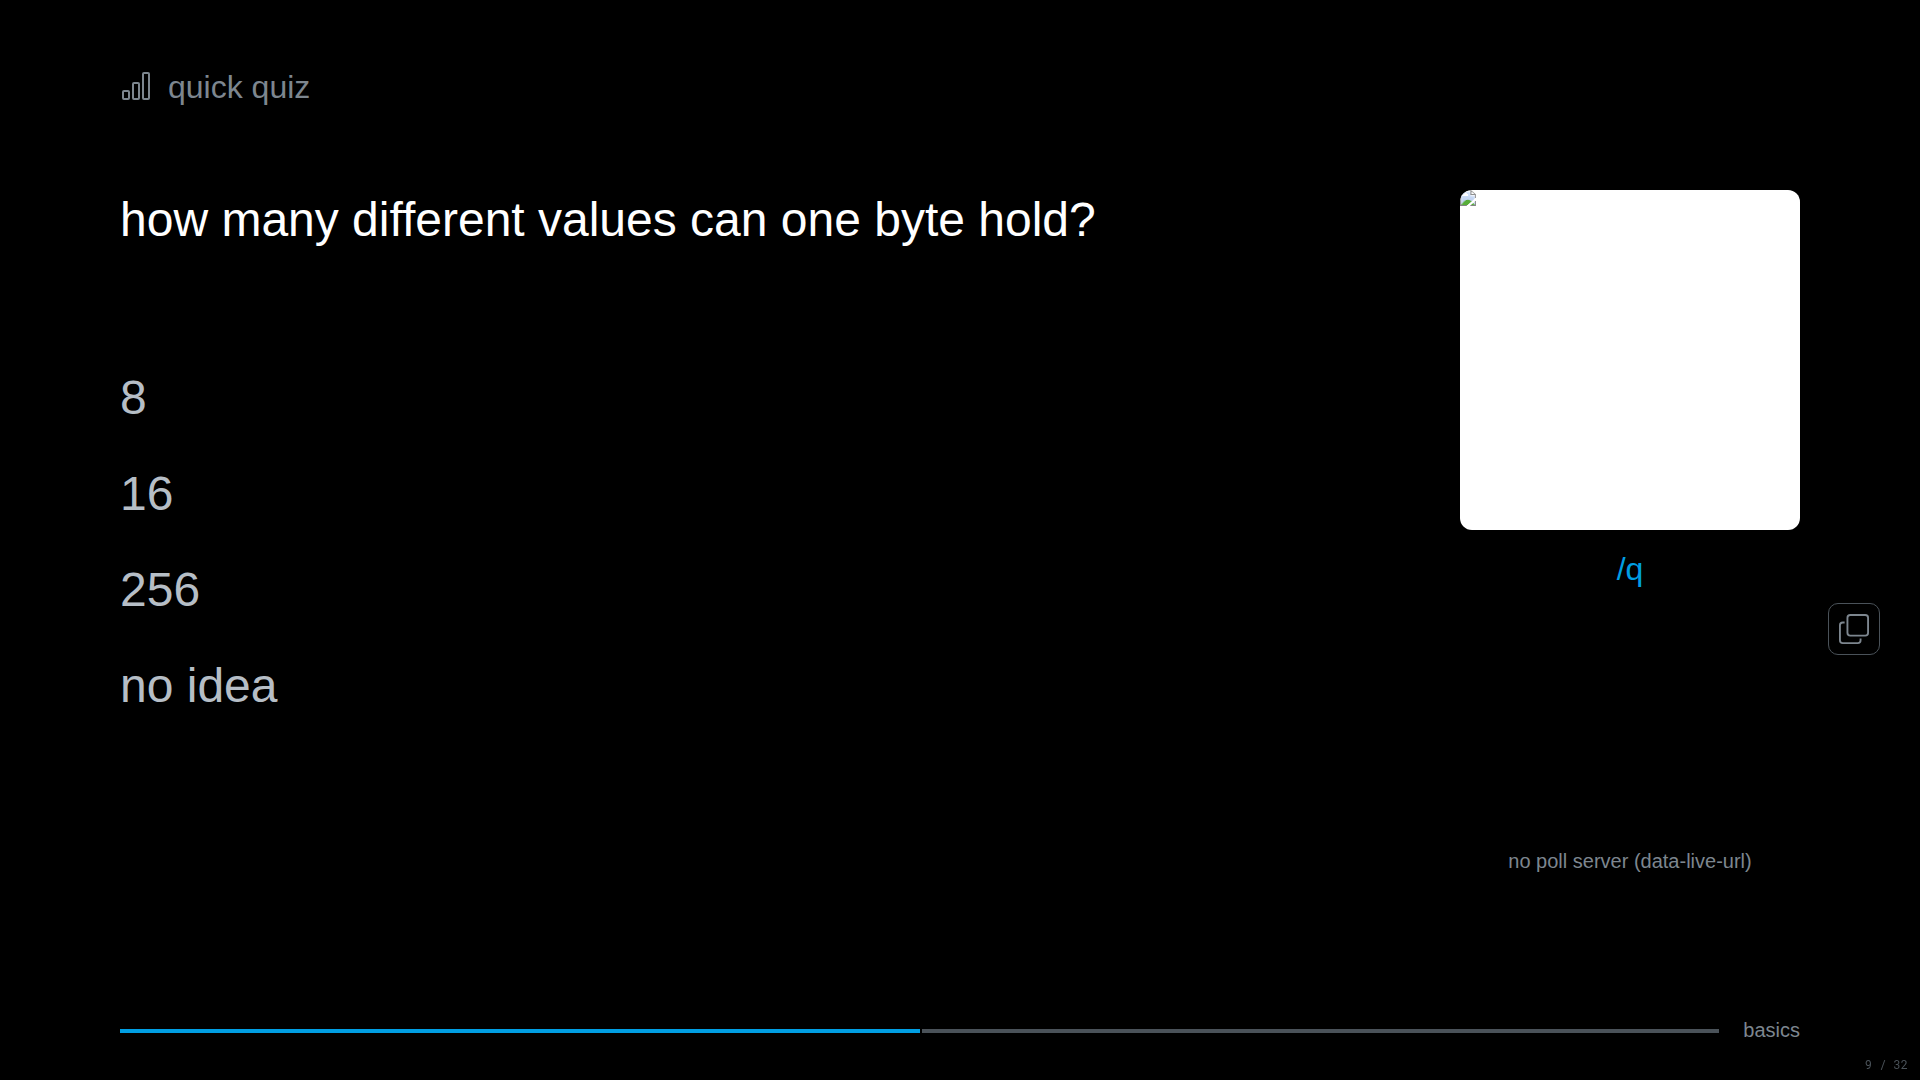 quick quiz
how many different values can one byte hold?
8
16
256
no idea
/q
no poll server (data-live-url)
basics
9 / 32